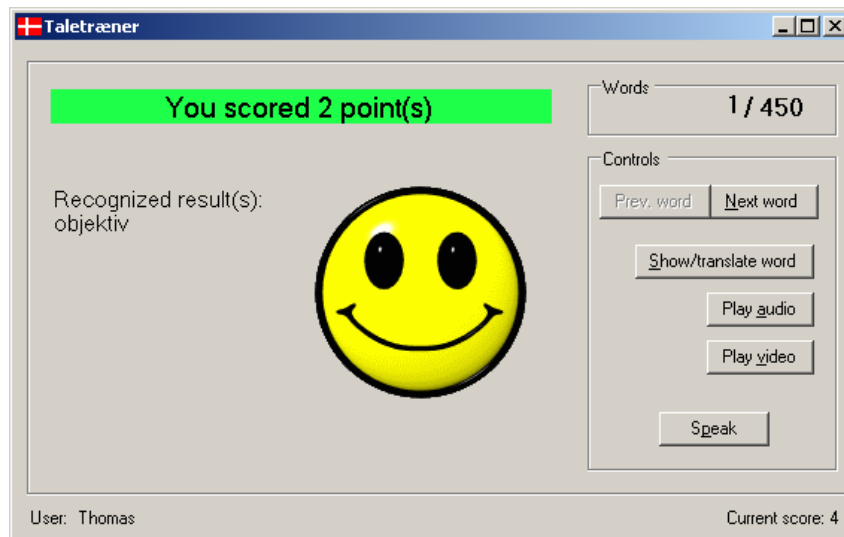 Taletræner
You scored 2 point(s)
Recognized result(s):
objektiv
Words
1 / 450
Controls
Prev. word
Next word
Show/translate word
Play audio
Play video
Speak
User: Thomas
Current score: 4